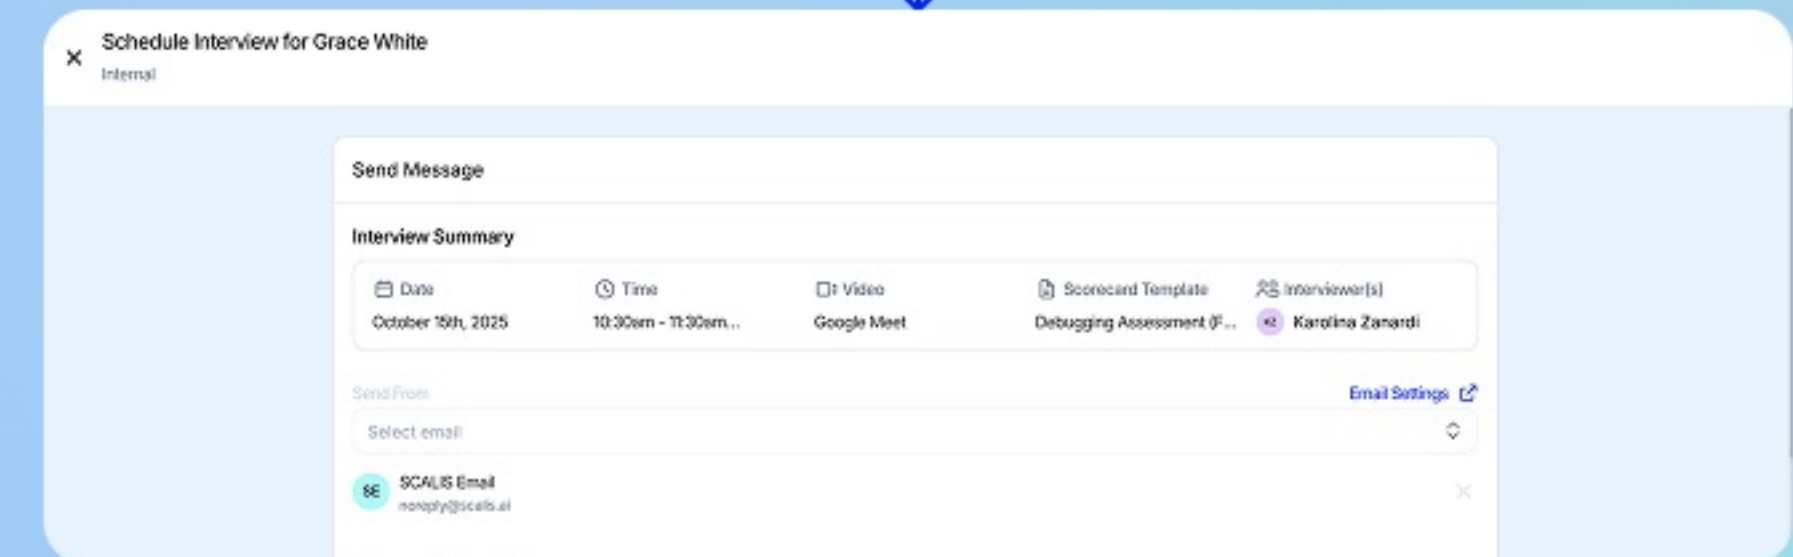 Schedule Interview for Grace White
Internal
Send Message
Interview Summary
Date Time Video Scorecard Template Interviewer(s)
October 15th, 2025 10:30am - 11:30am... Google Meet Debugging Assessment (F... KZ Karolina Zanardi
Send From Email Settings
Select email
SE SCALIS Email
noreply@scalis.ai